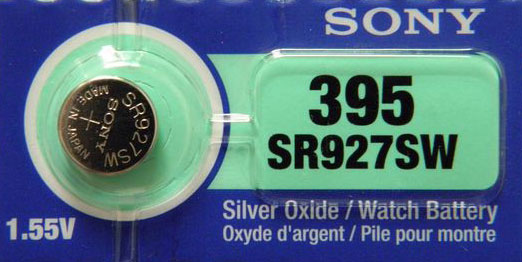 SONY
395
SR927SW
Silver Oxide / Watch Battery
Oxyde d'argent / Pile pour montre
1.55V
SR927SW
SONY
+
MADE IN JAPAN